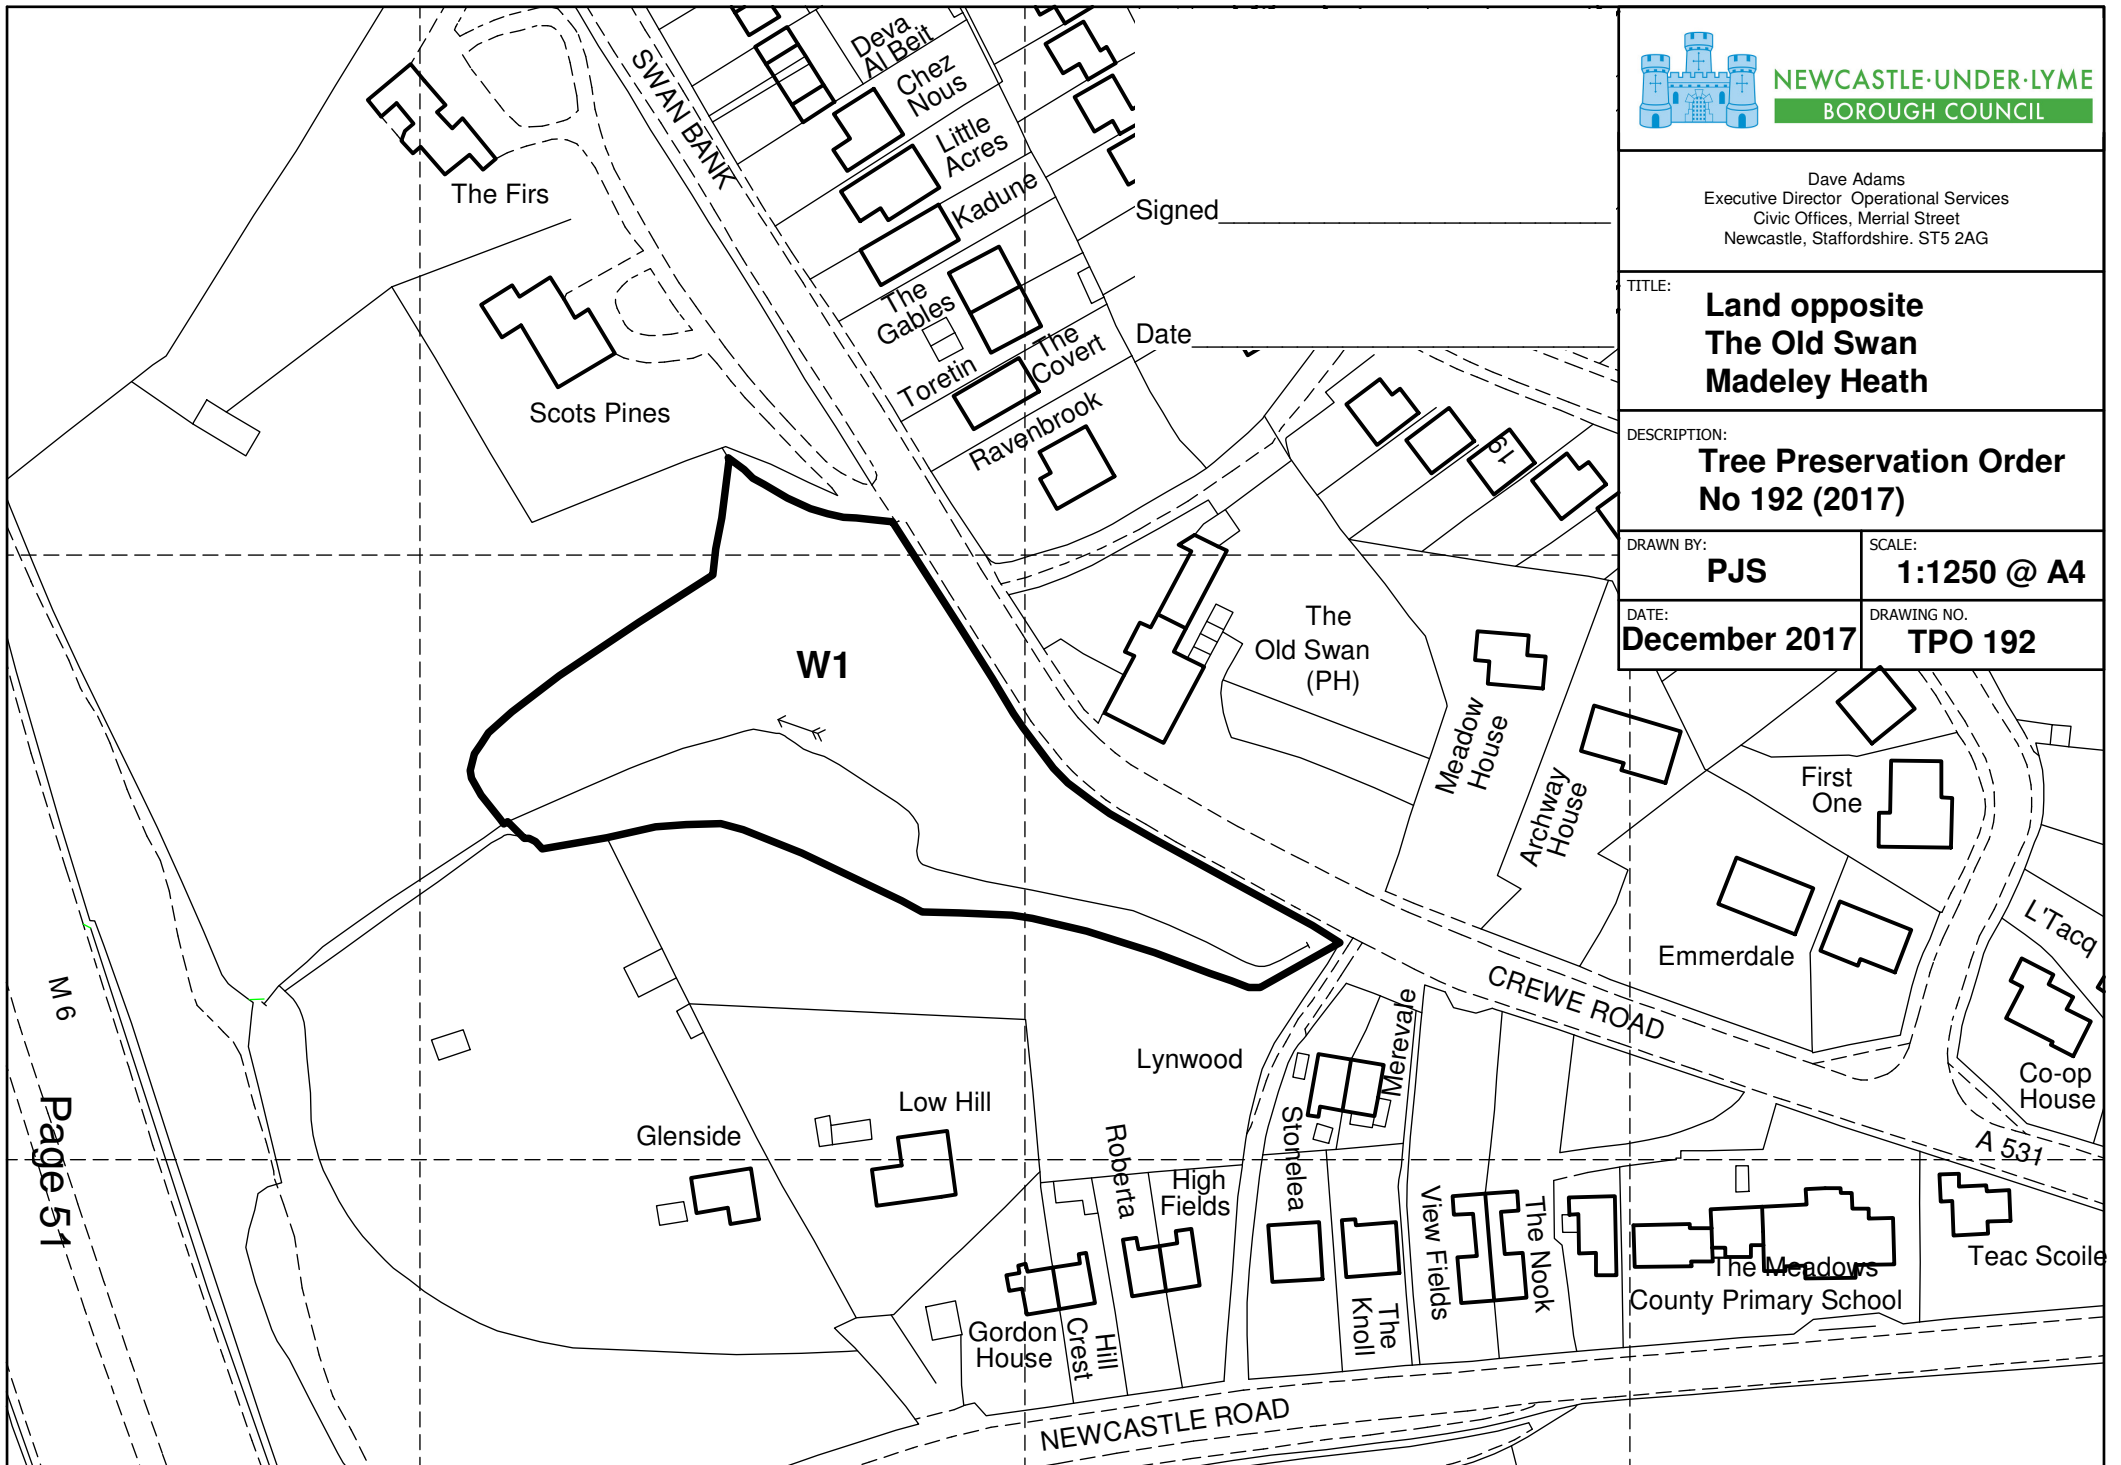 NEWCASTLE·UNDER·LYME
BOROUGH COUNCIL
Dave Adams
Executive Director Operational Services
Civic Offices, Merrial Street
Newcastle, Staffordshire. ST5 2AG
TITLE:
Land opposite
The Old Swan
Madeley Heath
DESCRIPTION:
Tree Preservation Order
No 192 (2017)
DRAWN BY:
PJS
SCALE:
1:1250 @ A4
DATE:
December 2017
DRAWING NO.
TPO 192
Signed
Date
SWAN BANK
Deva
Al Beit
Chez
Nous
Little
Acres
Kadune
The
Gables
Toretin
The
Covert
Ravenbrook
The Firs
Scots Pines
19
W1
The
Old Swan
(PH)
Meadow
House
Archway
House
First
One
Emmerdale
L'Tacq
CREWE ROAD
Co-op
House
A 531
M 6
Page 51
Lynwood
Merevale
Low Hill
Glenside
Roberta
High
Fields
Stonelea
View Fields
The Nook
The Meadows
County Primary School
Teac Scoile
Gordon
House
Hill
Crest
The
Knoll
NEWCASTLE ROAD